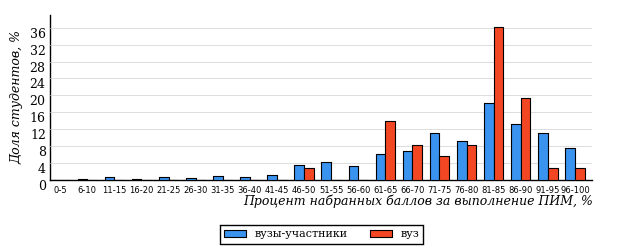 Доля студентов, %
36
32
28
24
20
16
12
8
4
0
0-5 6-10 11-15 16-20 21-25 26-30 31-35 36-40 41-45 46-50 51-55 56-60 61-65 66-70 71-75 76-80 81-85 86-90 91-95 96-100
Процент набранных баллов за выполнение ПИМ, %
вузы-участники вуз